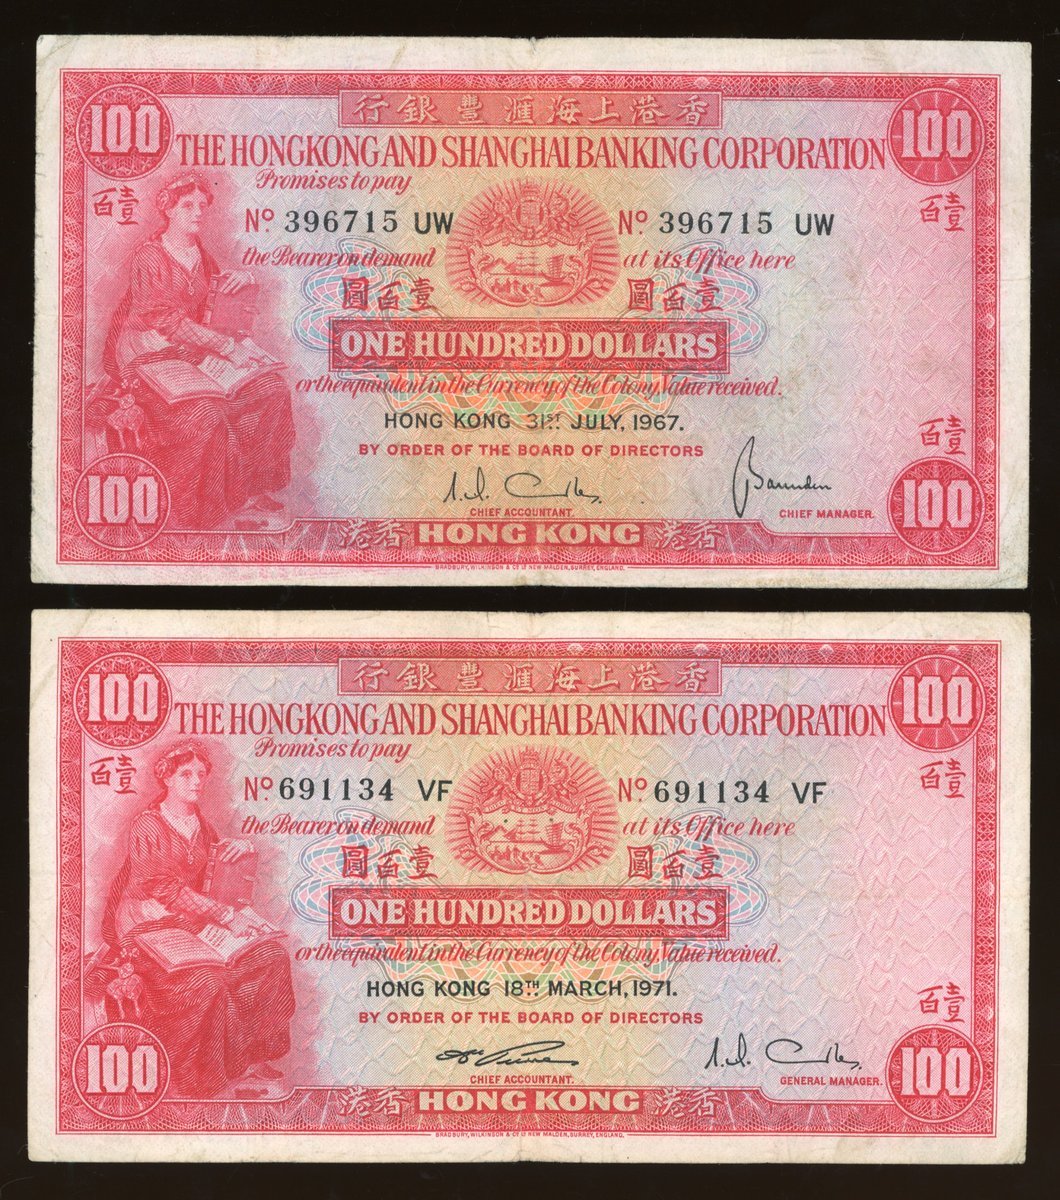 行銀豐滙海上港香
100 100
THE HONGKONG AND SHANGHAI BANKING CORPORATION
Promises to pay
百壹 百壹
Nº 396715 UW Nº 396715 UW
the Bearer on demand at its Office here
圓百壹 圓百壹
ONE HUNDRED DOLLARS
or the equivalent in the Currency of the Colony, Value received.
HONG KONG 31ST JULY, 1967.
百壹
BY ORDER OF THE BOARD OF DIRECTORS
100 100
CHIEF ACCOUNTANT. CHIEF MANAGER.
港香 HONG KONG 港香
BRADBURY, WILKINSON & Cº Lᵈ NEW MALDEN, SURREY, ENGLAND.
行銀豐滙海上港香
100 100
THE HONGKONG AND SHANGHAI BANKING CORPORATION
Promises to pay
百壹 百壹
Nº 691134 VF Nº 691134 VF
the Bearer on demand at its Office here
圓百壹 圓百壹
ONE HUNDRED DOLLARS
or the equivalent in the Currency of the Colony, Value received.
HONG KONG 18TH MARCH, 1971.
百壹
BY ORDER OF THE BOARD OF DIRECTORS
100 100
CHIEF ACCOUNTANT. GENERAL MANAGER.
港香 HONG KONG 港香
BRADBURY, WILKINSON & Cº Lᵈ NEW MALDEN, SURREY, ENGLAND.